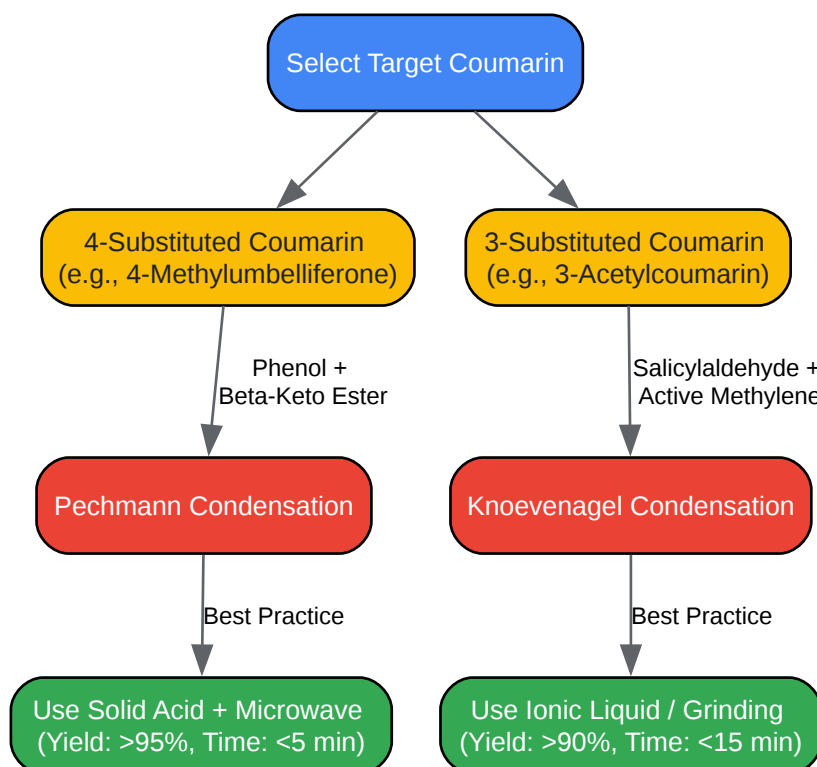 Select Target Coumarin
4-Substituted Coumarin
(e.g., 4-Methylumbelliferone)
3-Substituted Coumarin
(e.g., 3-Acetylcoumarin)
Phenol +
Beta-Keto Ester
Salicylaldehyde +
Active Methylene
Pechmann Condensation
Knoevenagel Condensation
Best Practice
Best Practice
Use Solid Acid + Microwave
(Yield: >95%, Time: <5 min)
Use Ionic Liquid / Grinding
(Yield: >90%, Time: <15 min)